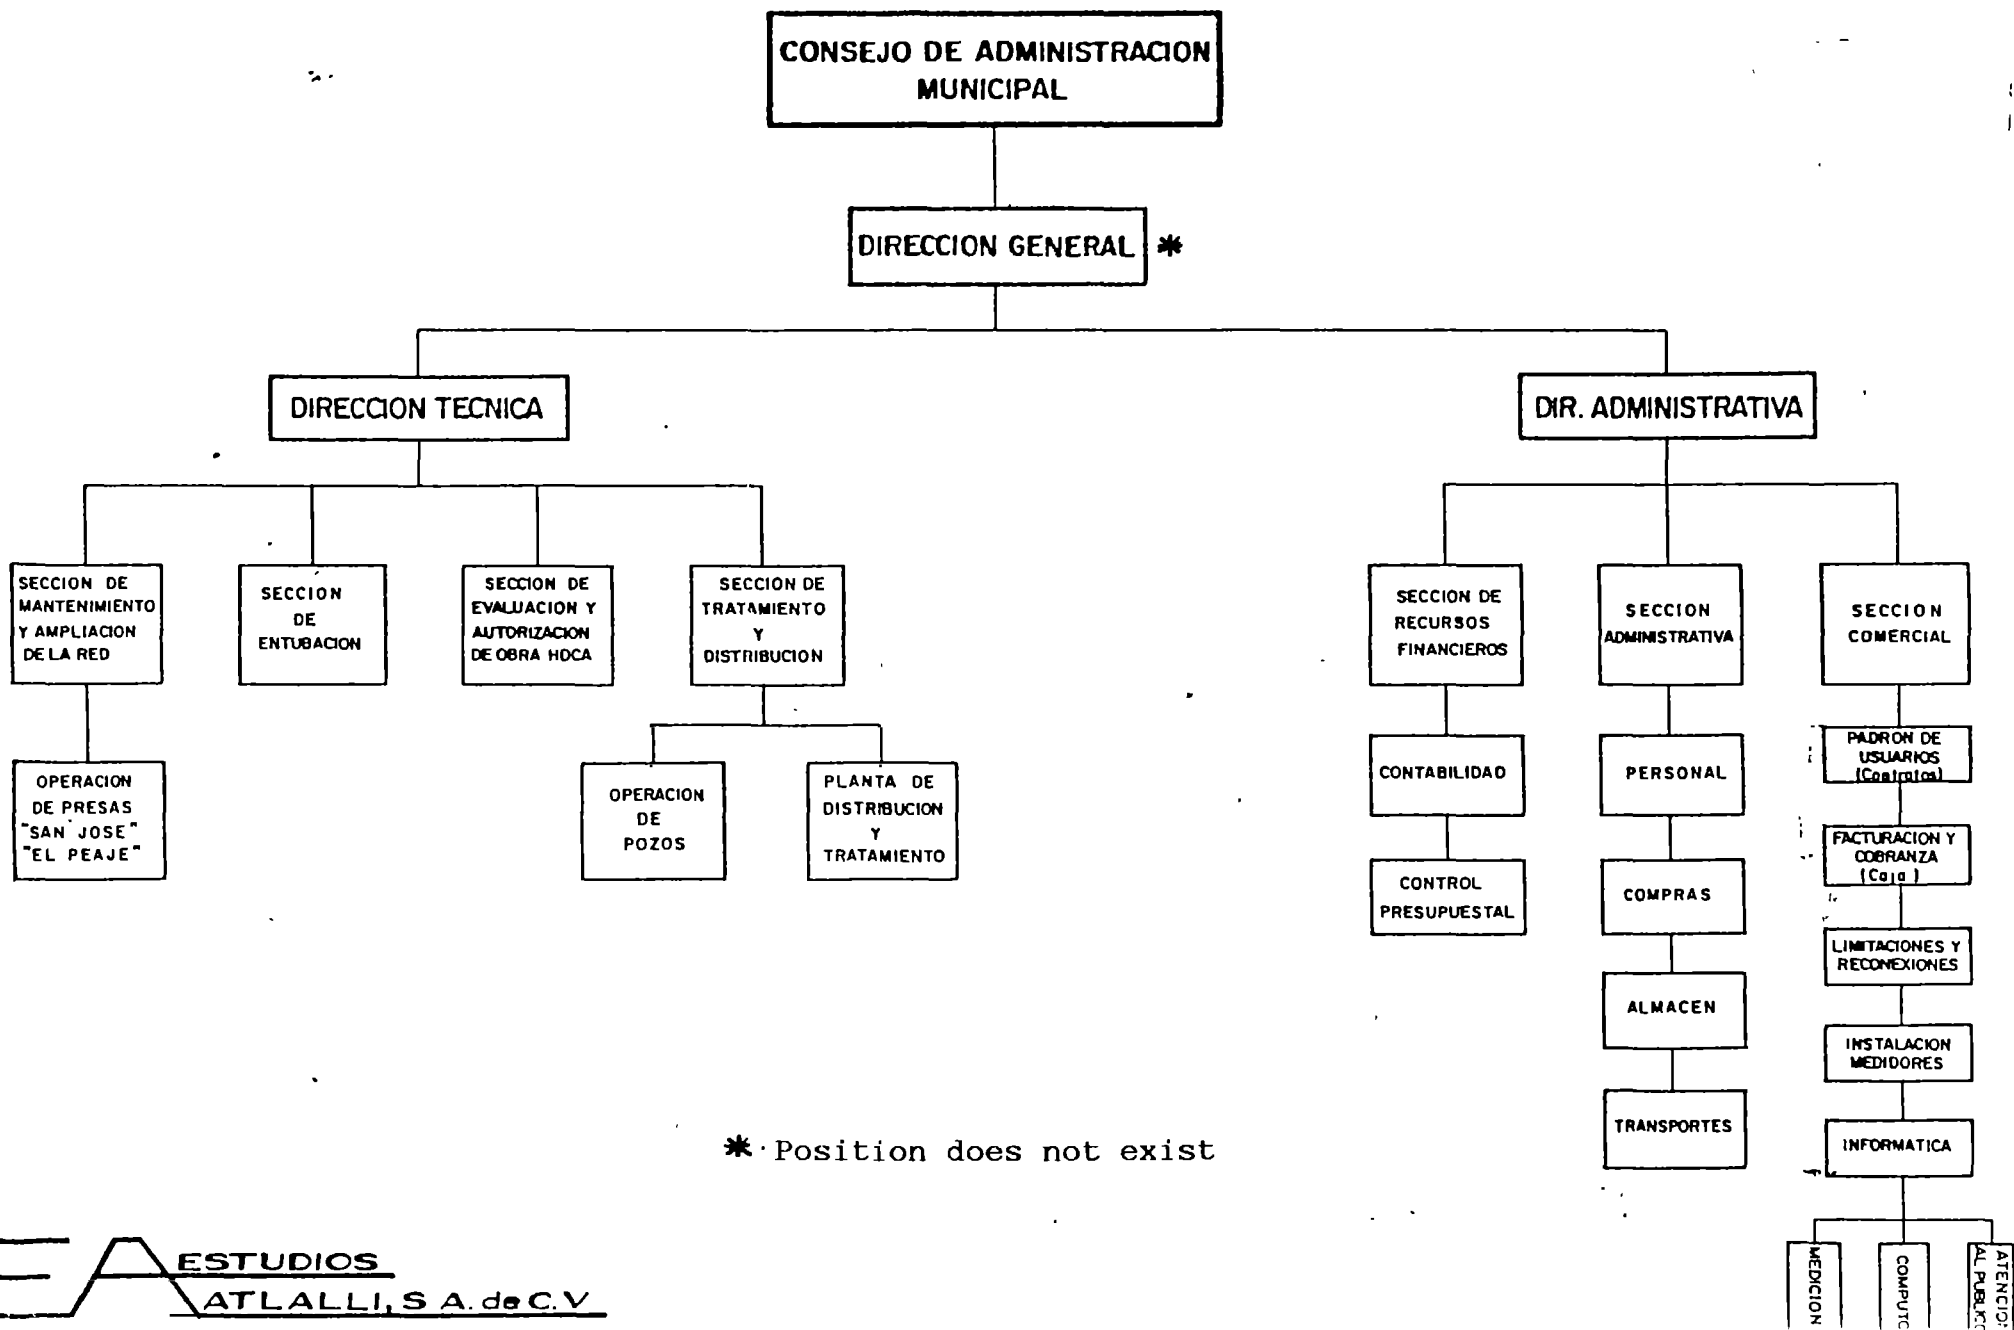 CONSEJO DE ADMINISTRACION
MUNICIPAL
DIRECCION GENERAL *
DIRECCION TECNICA
DIR. ADMINISTRATIVA
SECCION DE
MANTENIMIENTO
Y AMPLIACION
DE LA RED
SECCION
DE
ENTUBACION
SECCION DE
EVALUACION Y
AUTORIZACION
DE OBRA HDCA
SECCION DE
TRATAMIENTO
Y
DISTRIBUCION
SECCION DE
RECURSOS
FINANCIEROS
SECCION
ADMINISTRATIVA
SECCION
COMERCIAL
OPERACION
DE PRESAS
"SAN JOSE"
"EL PEAJE"
OPERACION
DE
POZOS
PLANTA DE
DISTRIBUCION
Y
TRATAMIENTO
CONTABILIDAD
CONTROL
PRESUPUESTAL
PERSONAL
COMPRAS
ALMACEN
TRANSPORTES
PADRON DE
USUARIOS
(Contratos)
FACTURACION Y
COBRANZA
(Caja)
LIMITACIONES Y
RECONEXIONES
INSTALACION
MEDIDORES
INFORMATICA
MEDICION
COMPUTO
ATENCION
AL PUBLICO
* Position does not exist
ESTUDIOS
ATLALLI, S A. de C. V